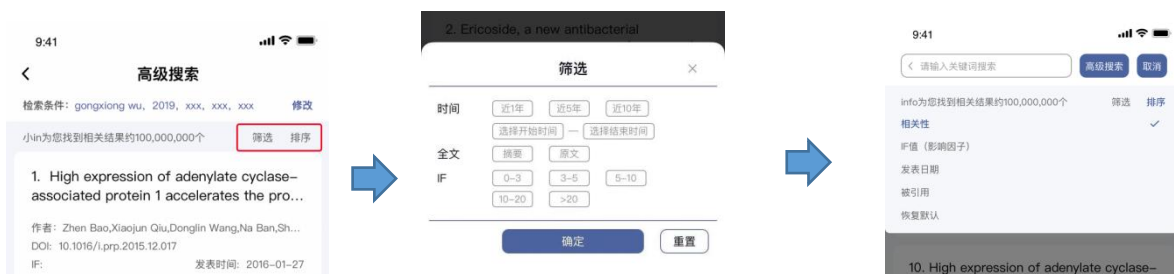 9:41
高级搜索
检索条件: gongxiong wu, 2019, xxx, xxx, xxx 修改
小in为您找到相关结果约100,000,000个 筛选 排序
1. High expression of adenylate cyclase-
associated protein 1 accelerates the pro...
作者: Zhen Bao,Xiaojun Qiu,Donglin Wang,Na Ban,Sh...
DOI: 10.1016/i.prp.2015.12.017
IF: 发表时间: 2016-01-27
2. Ericoside, a new antibacterial
筛选 ×
时间 近1年 近5年 近10年
选择开始时间 — 选择结束时间
全文 摘要 原文
IF 0-3 3-5 5-10
10-20 >20
确定 重置
9:41
请输入关键词搜索 高级搜索 取消
info为您找到相关结果约100,000,000个 筛选 排序
相关性
IF值（影响因子）
发表日期
被引用
恢复默认
10. High expression of adenylate cyclase-